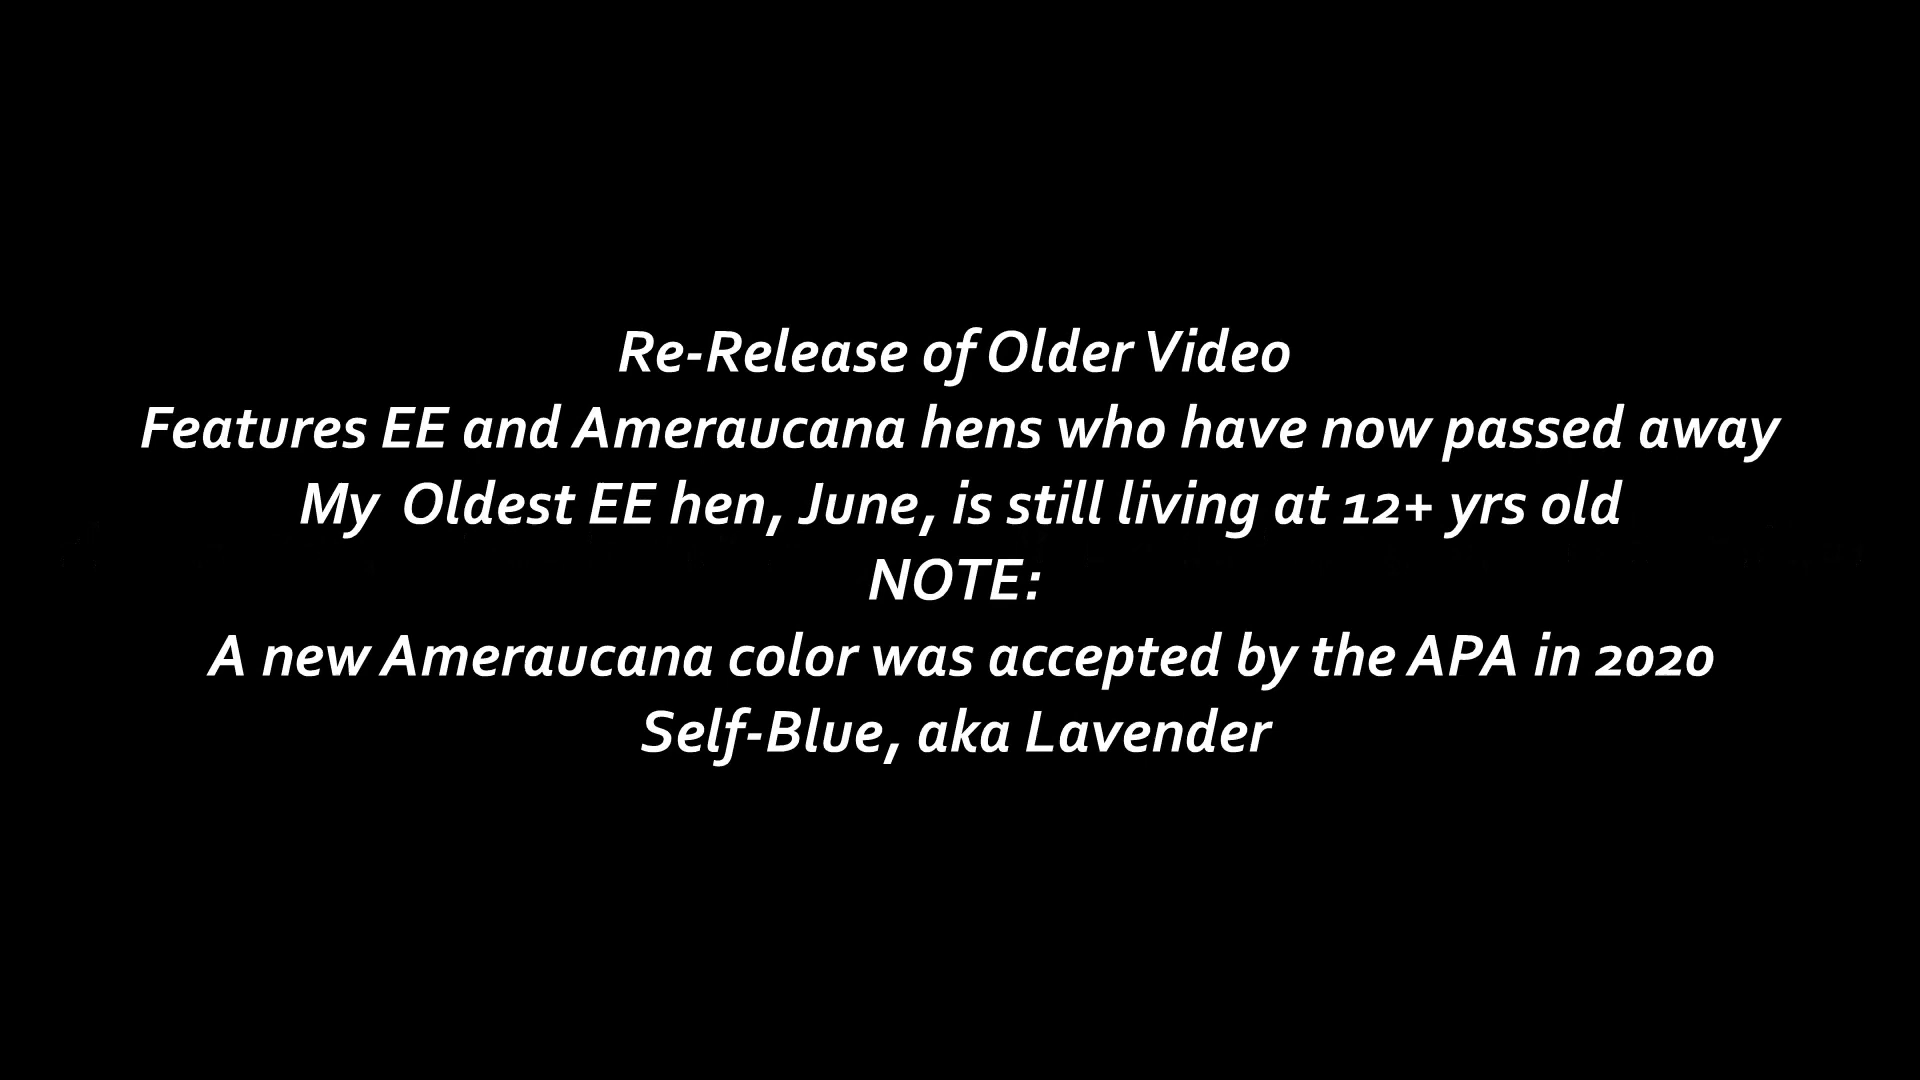 Re-Release of Older Video
Features EE and Ameraucana hens who have now passed away
My Oldest EE hen, June, is still living at 12+ yrs old
NOTE:
A new Ameraucana color was accepted by the APA in 2020
Self-Blue, aka Lavender